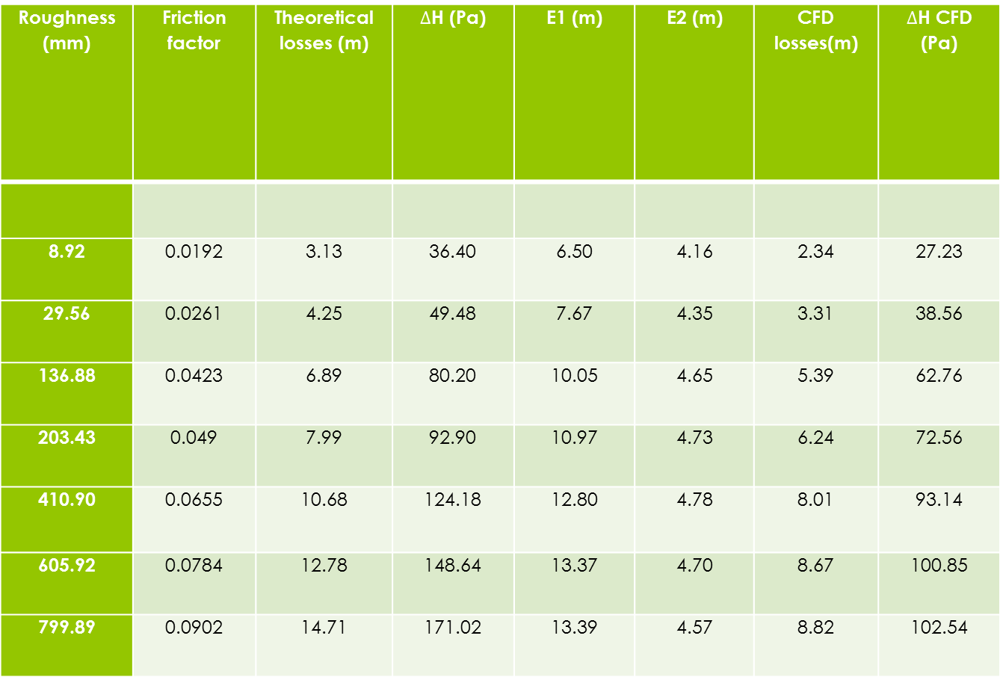 Roughness (mm) Friction factor Theoretical losses (m) ΔH (Pa) E1 (m) E2 (m) CFD losses(m) ΔH CFD (Pa)
8.92 0.0192 3.13 36.40 6.50 4.16 2.34 27.23
29.56 0.0261 4.25 49.48 7.67 4.35 3.31 38.56
136.88 0.0423 6.89 80.20 10.05 4.65 5.39 62.76
203.43 0.049 7.99 92.90 10.97 4.73 6.24 72.56
410.90 0.0655 10.68 124.18 12.80 4.78 8.01 93.14
605.92 0.0784 12.78 148.64 13.37 4.70 8.67 100.85
799.89 0.0902 14.71 171.02 13.39 4.57 8.82 102.54